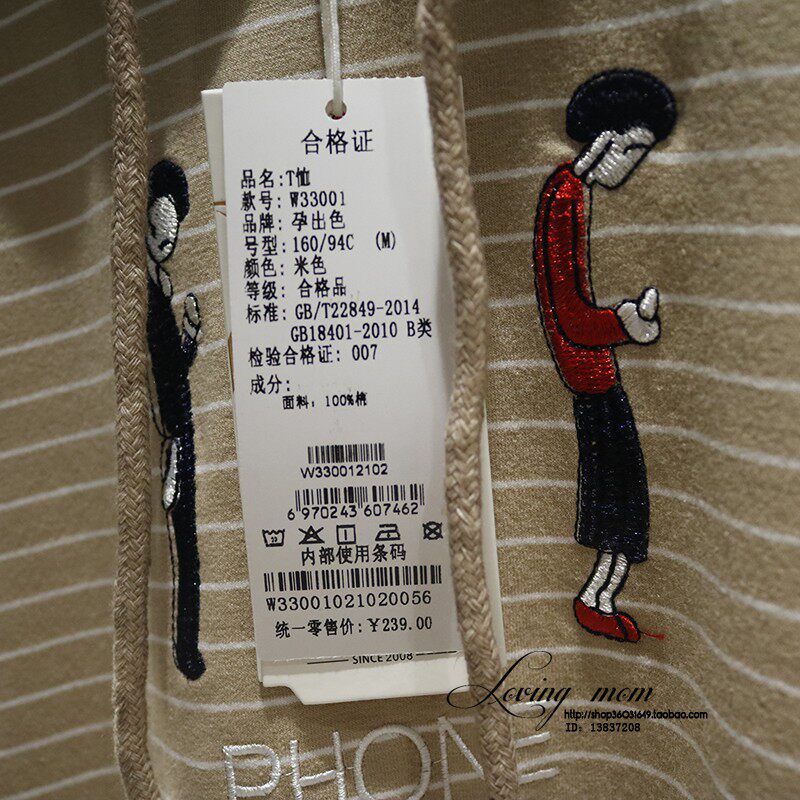 合格证
品名:T恤
款号: W33001
品牌: 孕出色
号型:160/94C (M)
颜色: 米色
等级: 合格品
标准: GB/T22849-2014
GB18401-2010 B类
检验合格证: 007
成分:
面料: 100%棉
W330012102
6 970243 607462
内部使用条码
W33001021020056
统一零售价:¥239.00
SINCE 2008
Loving mom
http://shop36031649.taobao.com
ID: 13837208
PHONE